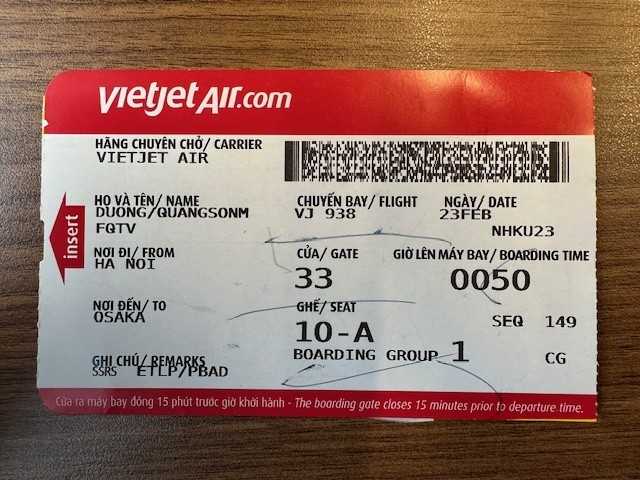 vietjetAir.com
HÃNG CHUYÊN CHỞ/ CARRIER
VIETJET AIR
HỌ VÀ TÊN/ NAME CHUYẾN BAY/ FLIGHT NGÀY/ DATE
DUONG/QUANGSONM VJ 938 23FEB
FQTV NHKU23
NƠI ĐI/ FROM CỬA/ GATE GIỜ LÊN MÁY BAY/ BOARDING TIME
HA NOI 33 0050
NƠI ĐẾN/ TO GHẾ/ SEAT
OSAKA 10-A SEQ 149
GHI CHÚ/ REMARKS BOARDING GROUP 1 CG
SSRS ETLP/PBAD
insert
Cửa ra máy bay đóng 15 phút trước giờ khởi hành - The boarding gate closes 15 minutes prior to departure time.